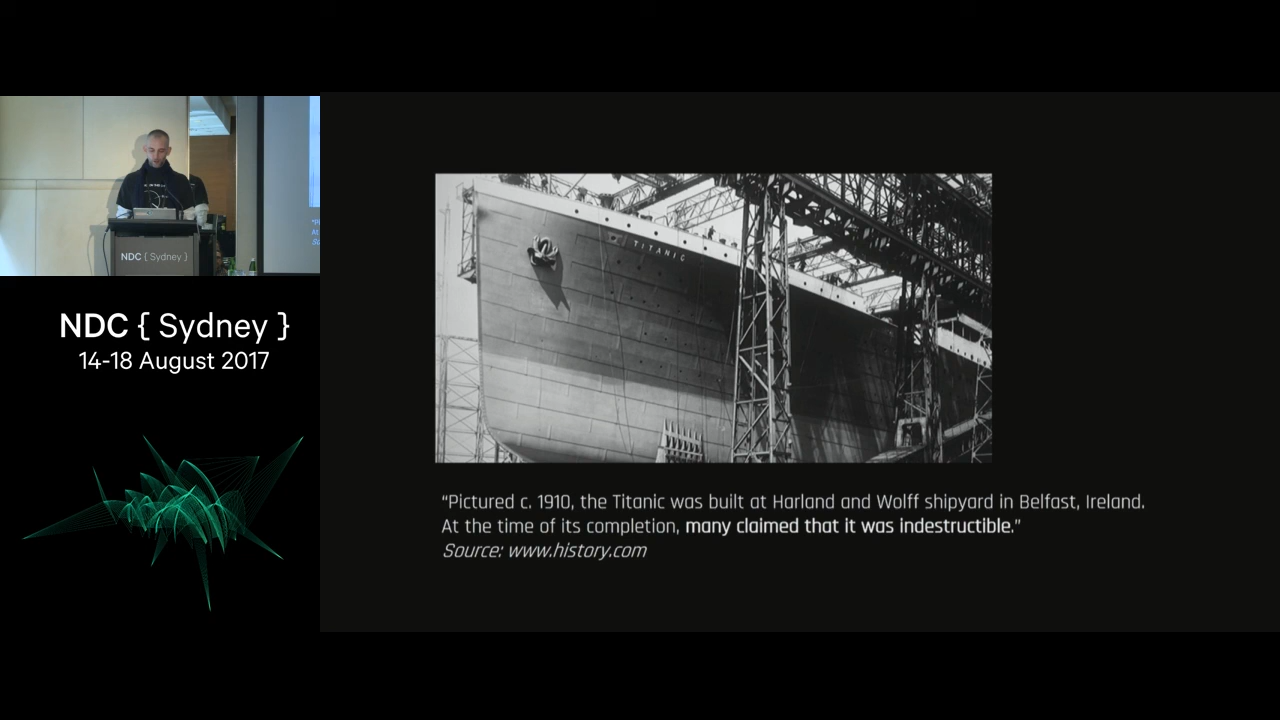 NDC { Sydney }
NDC { Sydney }
14-18 August 2017
TITANIC
“Pictured c. 1910, the Titanic was built at Harland and Wolff shipyard in Belfast, Ireland.
At the time of its completion, many claimed that it was indestructible.”
Source: www.history.com